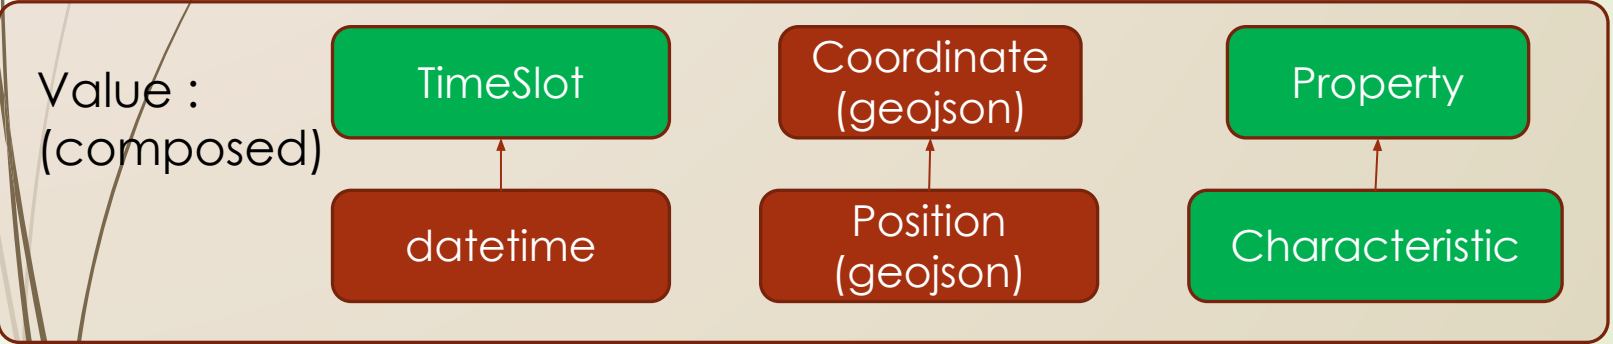 Value :
(composed)
TimeSlot
Coordinate
(geojson)
Property
datetime
Position
(geojson)
Characteristic